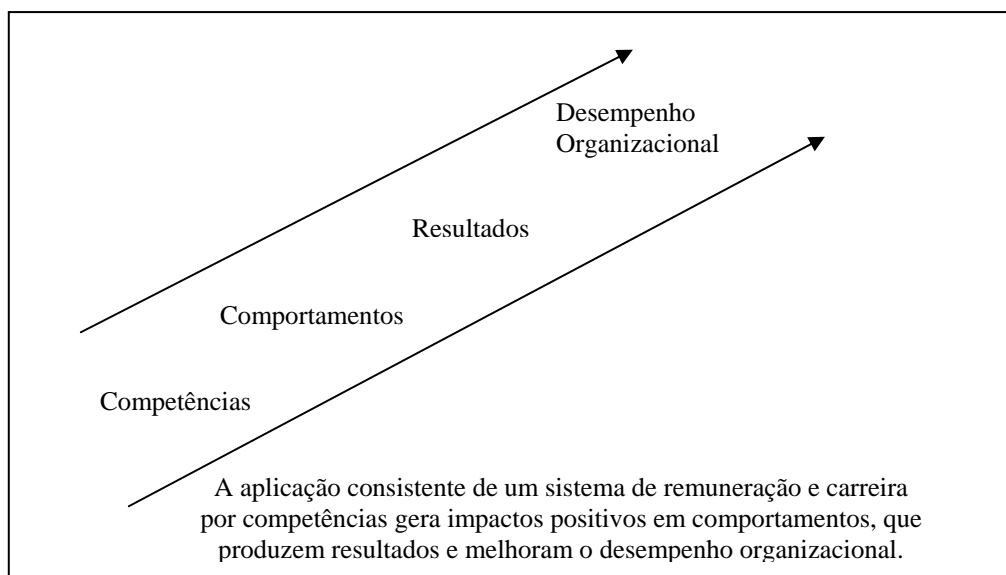 Desempenho
Organizacional
Resultados
Comportamentos
Competências
A aplicação consistente de um sistema de remuneração e carreira
por competências gera impactos positivos em comportamentos, que
produzem resultados e melhoram o desempenho organizacional.